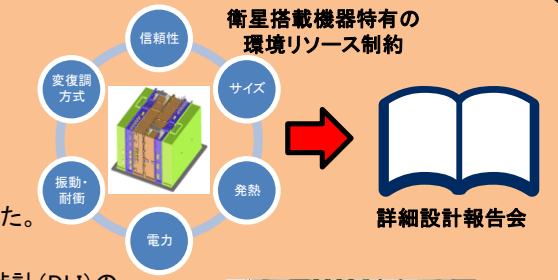 衛星搭載機器特有の
環境リソース制約
信頼性
サイズ
発熱
電力
振動・
耐衝
変復調
方式
詳細設計報告会
た。
の